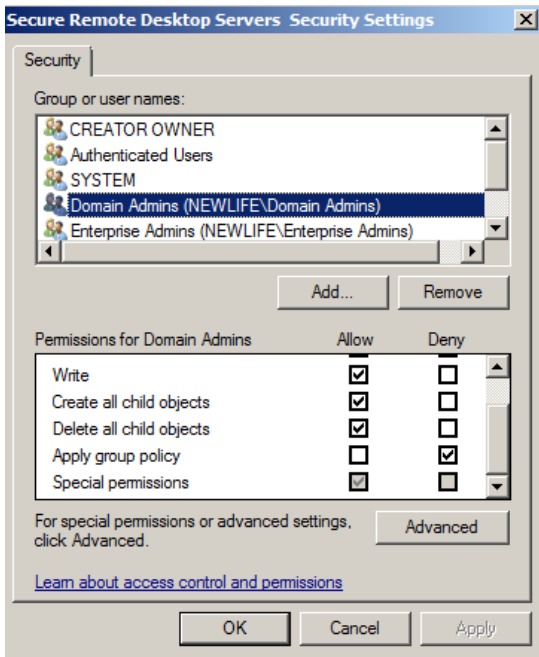 Secure Remote Desktop Servers Security Settings
Security
Group or user names:
CREATOR OWNER
Authenticated Users
SYSTEM
Domain Admins (NEWLIFE\Domain Admins)
Enterprise Admins (NEWLIFE\Enterprise Admins)
Add... Remove
Permissions for Domain Admins Allow Deny
Write
Create all child objects
Delete all child objects
Apply group policy
Special permissions
For special permissions or advanced settings,
click Advanced.
Advanced
Learn about access control and permissions
OK Cancel Apply